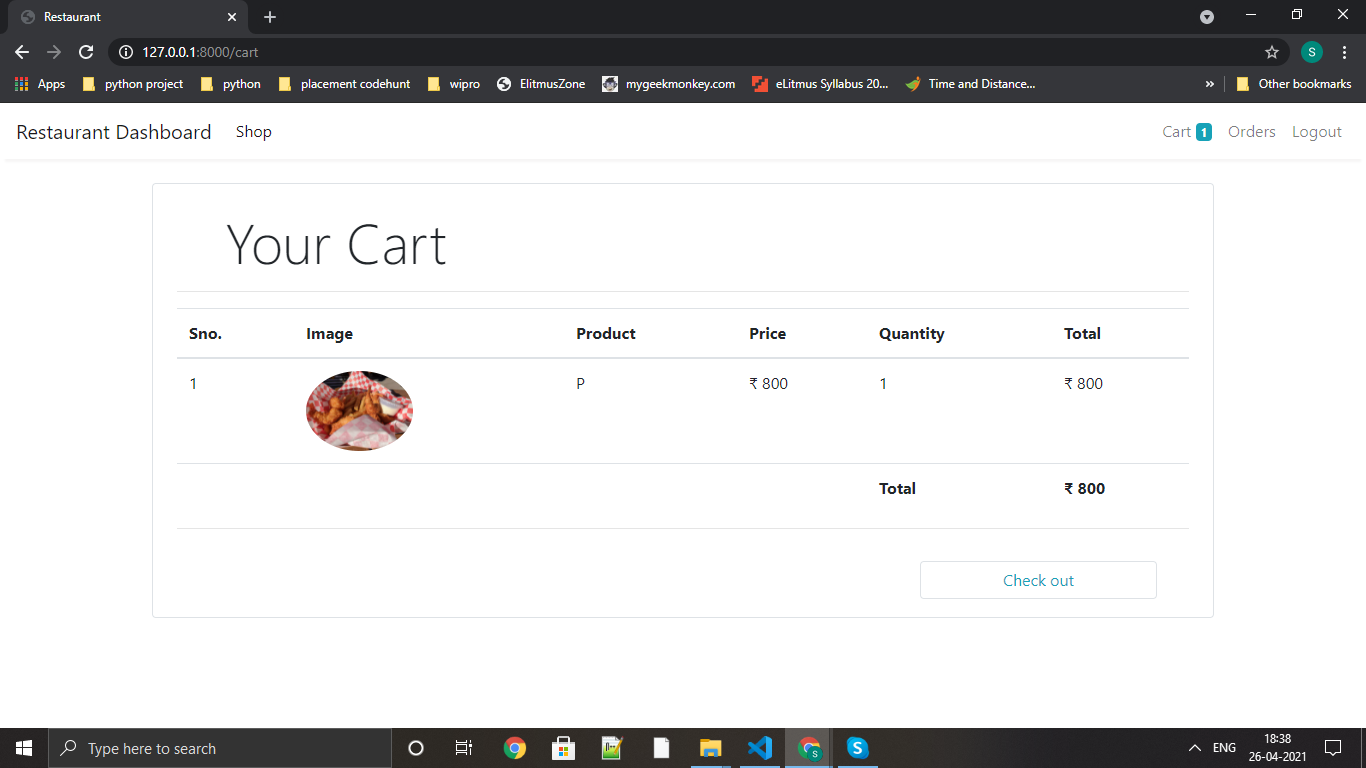 Restaurant
127.0.0.1:8000/cart
S
Apps python project python placement codehunt wipro ElitmusZone mygeekmonkey.com eLitmus Syllabus 20... Time and Distance... » Other bookmarks
Restaurant Dashboard Shop Cart 1 Orders Logout
Your Cart
Sno. Image Product Price Quantity Total
1 P ₹ 800 1 ₹ 800
Total ₹ 800
Check out
Type here to search
ENG
18:38
26-04-2021